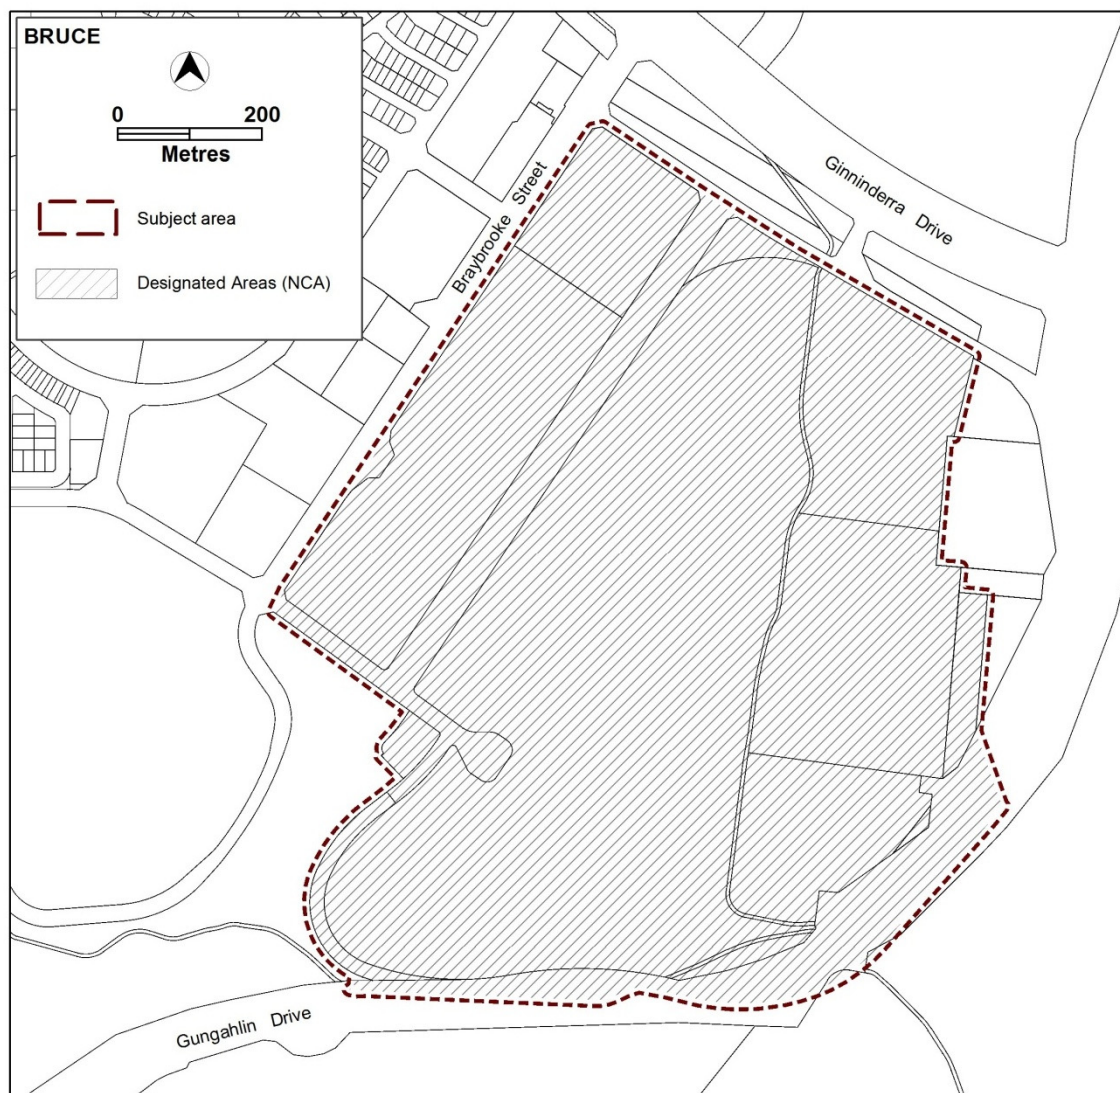 BRUCE
0 200
Metres
Subject area
Designated Areas (NCA)
Braybrooke Street
Ginninderra Drive
Gungahlin Drive